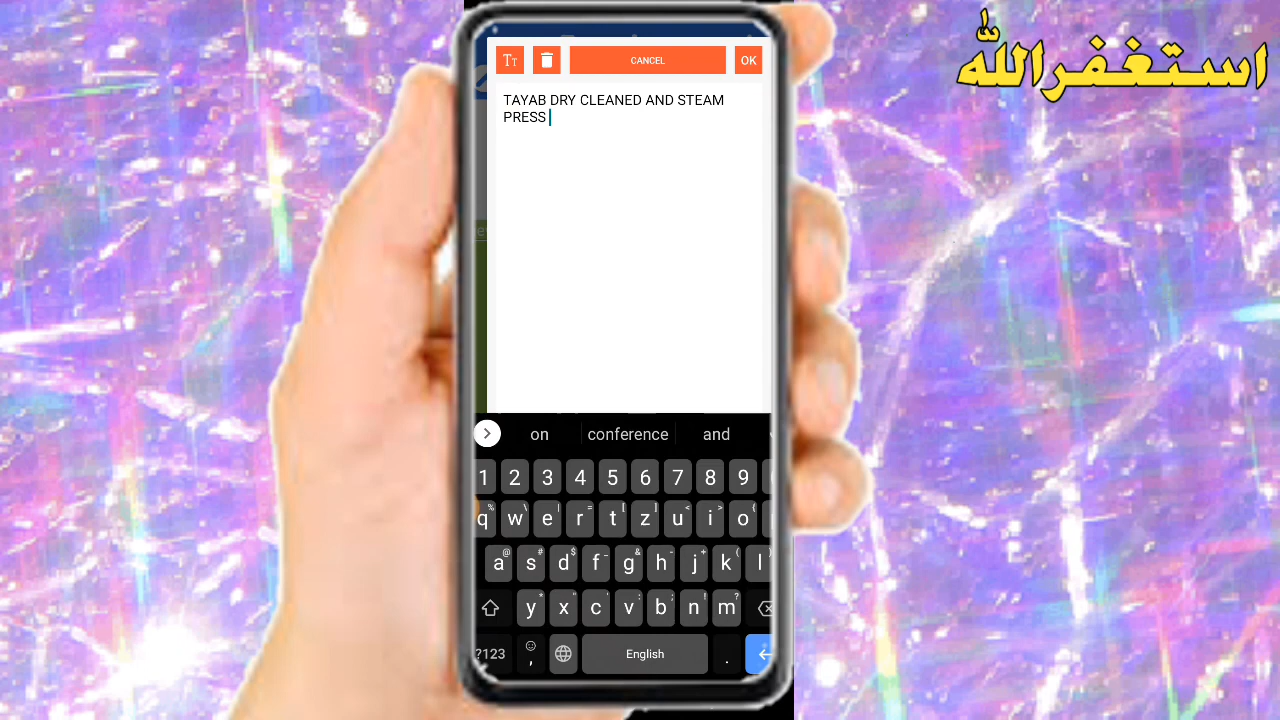 استغفرالله
Tт
CANCEL
OK
TAYAB DRY CLEANED AND STEAM
PRESS
on conference and
1 2 3 4 5 6 7 8 9
q w e r t z u i o
a s d f g h j k l
y x c v b n m
?123 , English .